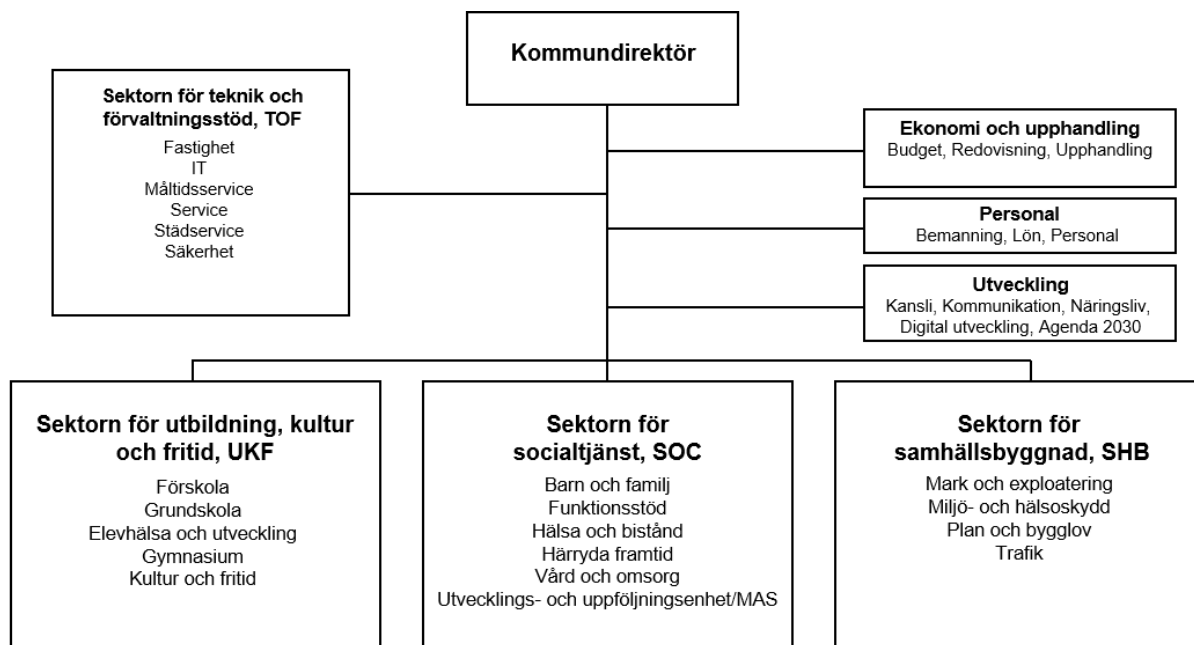 Kommundirektör
Sektorn för teknik och
förvaltningsstöd, TOF
Fastighet
IT
Måltidsservice
Service
Städservice
Säkerhet
Ekonomi och upphandling
Budget, Redovisning, Upphandling
Personal
Bemanning, Lön, Personal
Utveckling
Kansli, Kommunikation, Näringsliv,
Digital utveckling, Agenda 2030
Sektorn för utbildning, kultur
och fritid, UKF
Förskola
Grundskola
Elevhälsa och utveckling
Gymnasium
Kultur och fritid
Sektorn för
socialtjänst, SOC
Barn och familj
Funktionsstöd
Hälsa och bistånd
Härryda framtid
Vård och omsorg
Utvecklings- och uppföljningsenhet/MAS
Sektorn för
samhällsbyggnad, SHB
Mark och exploatering
Miljö- och hälsoskydd
Plan och bygglov
Trafik